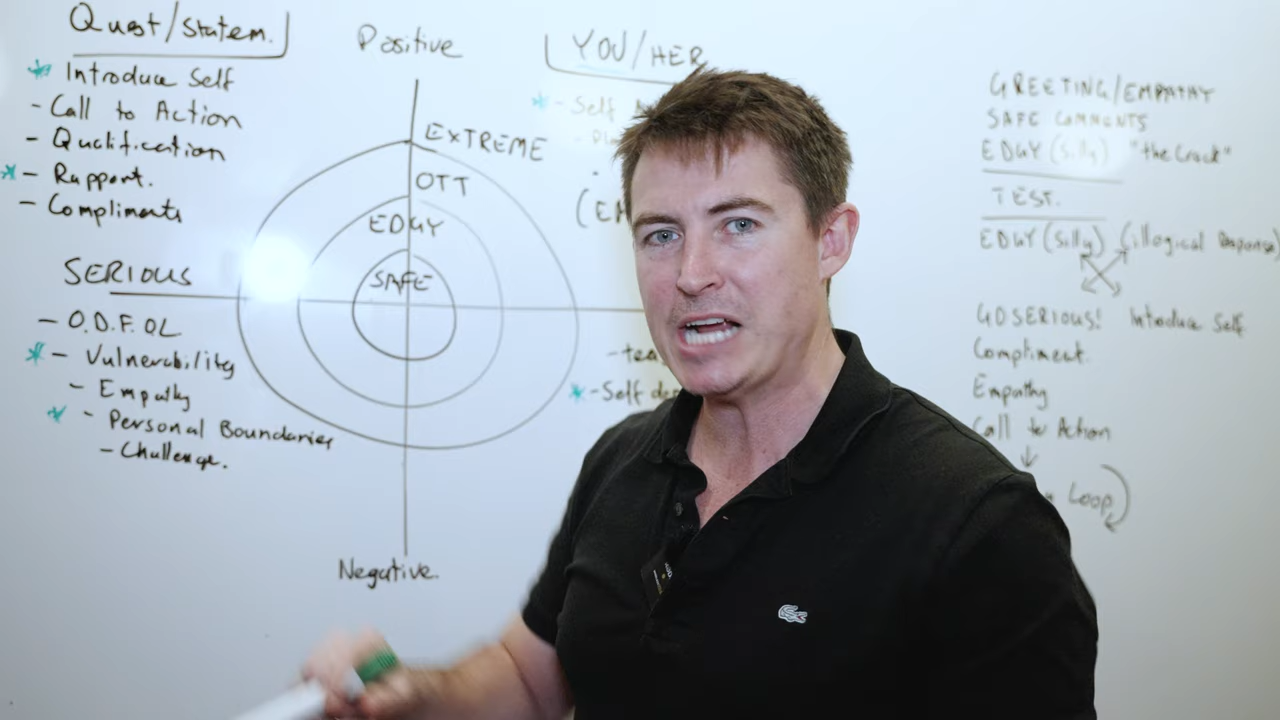 Quest/Statem.
* Introduce Self
- Call to Action
- Qualification
* - Rapport.
- Compliments
SERIOUS
- O.D.F.OL
* - Vulnerability
- Empathy
* - Personal Boundaries
- Challenge.
Positive
EXTREME
OTT
EDGY
SAFE
Negative.
YOU/HER
* - Self
* - Self
GREETING/EMPATHY
SAFE COMMENTS
EDGY (Silly) "the Crack"
TEST.
EDGY (Silly) (illogical Response)
GO SERIOUS! Introduce Self
Compliment.
Empathy
Call to Action
Loop